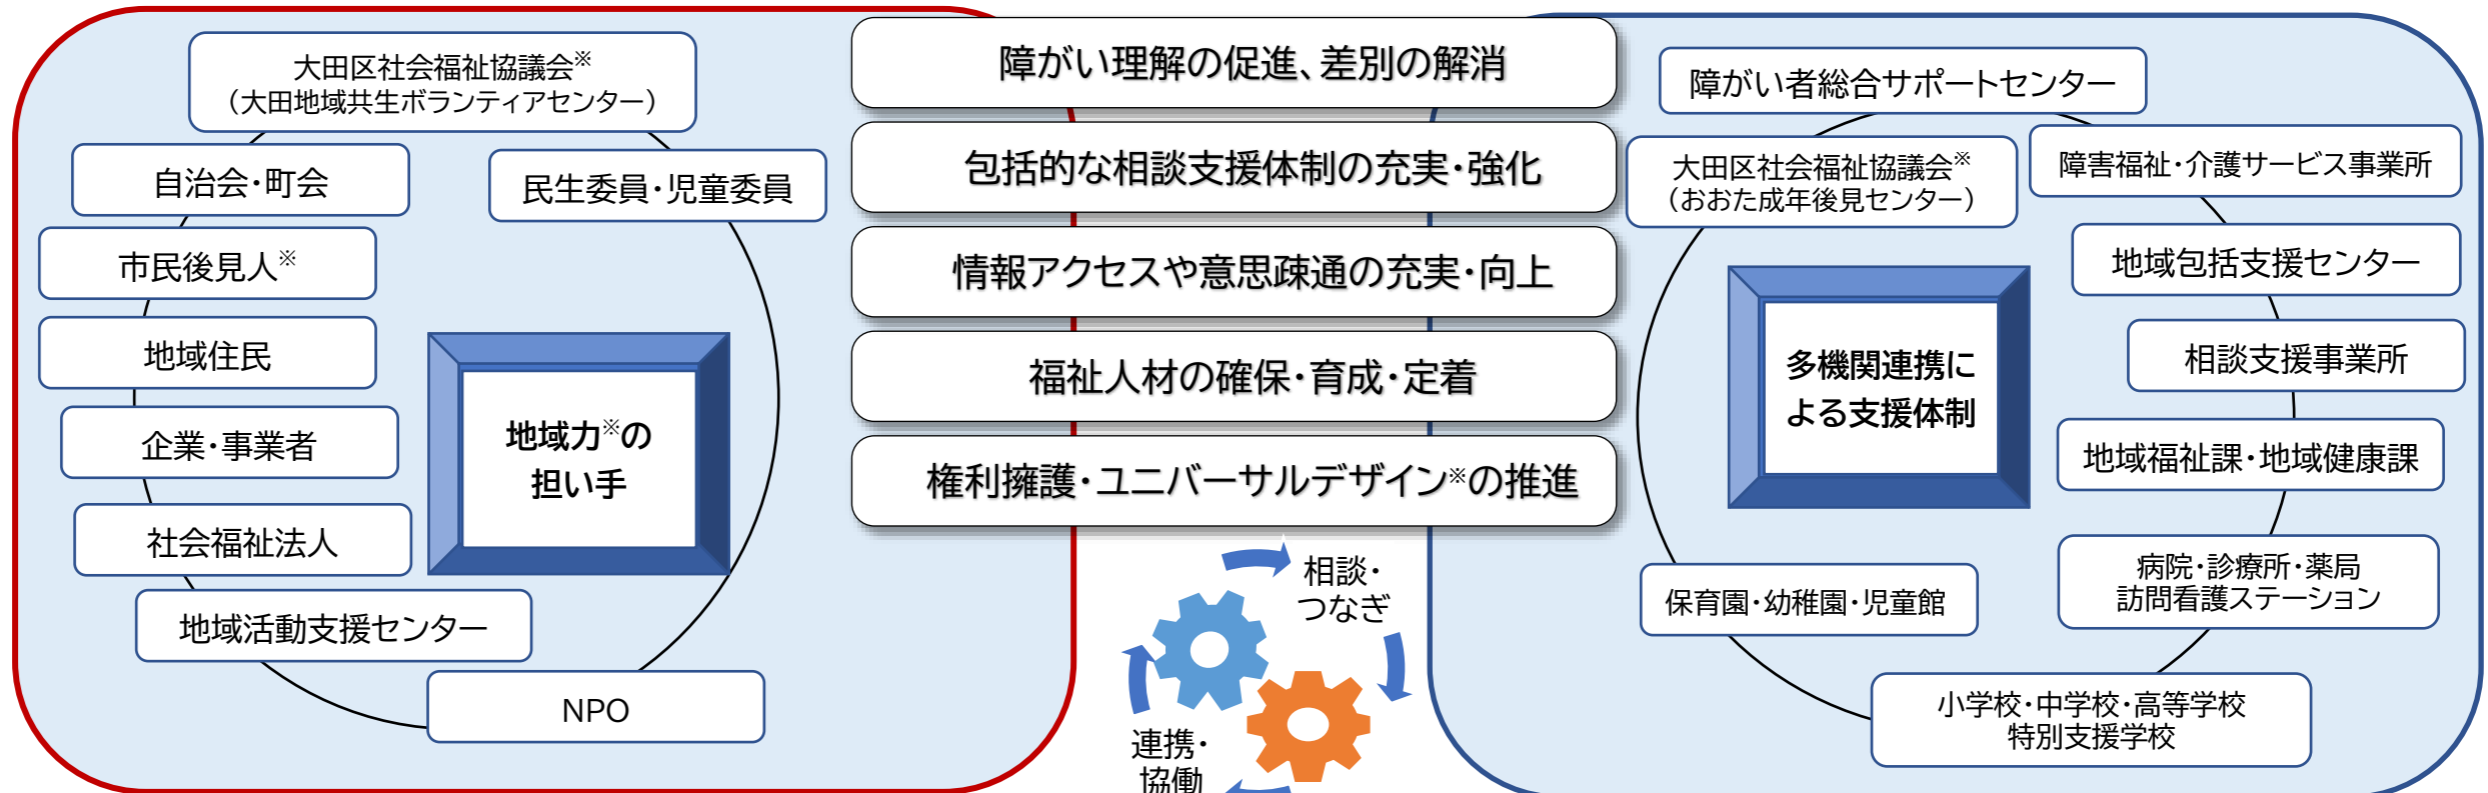 大田区社会福祉協議会※
（大田地域共生ボランティアセンター）
自治会・町会
民生委員・児童委員
市民後見人※
地域住民
企業・事業者
社会福祉法人
地域活動支援センター
NPO
地域力※の
担い手
障がい理解の促進、差別の解消
包括的な相談支援体制の充実・強化
情報アクセスや意思疎通の充実・向上
福祉人材の確保・育成・定着
権利擁護・ユニバーサルデザイン※の推進
相談・
つなぎ
連携・
協働
障がい者総合サポートセンター
大田区社会福祉協議会※
（おおた成年後見センター）
障害福祉・介護サービス事業所
地域包括支援センター
相談支援事業所
地域福祉課・地域健康課
病院・診療所・薬局
訪問看護ステーション
保育園・幼稚園・児童館
小学校・中学校・高等学校
特別支援学校
多機関連携に
よる支援体制